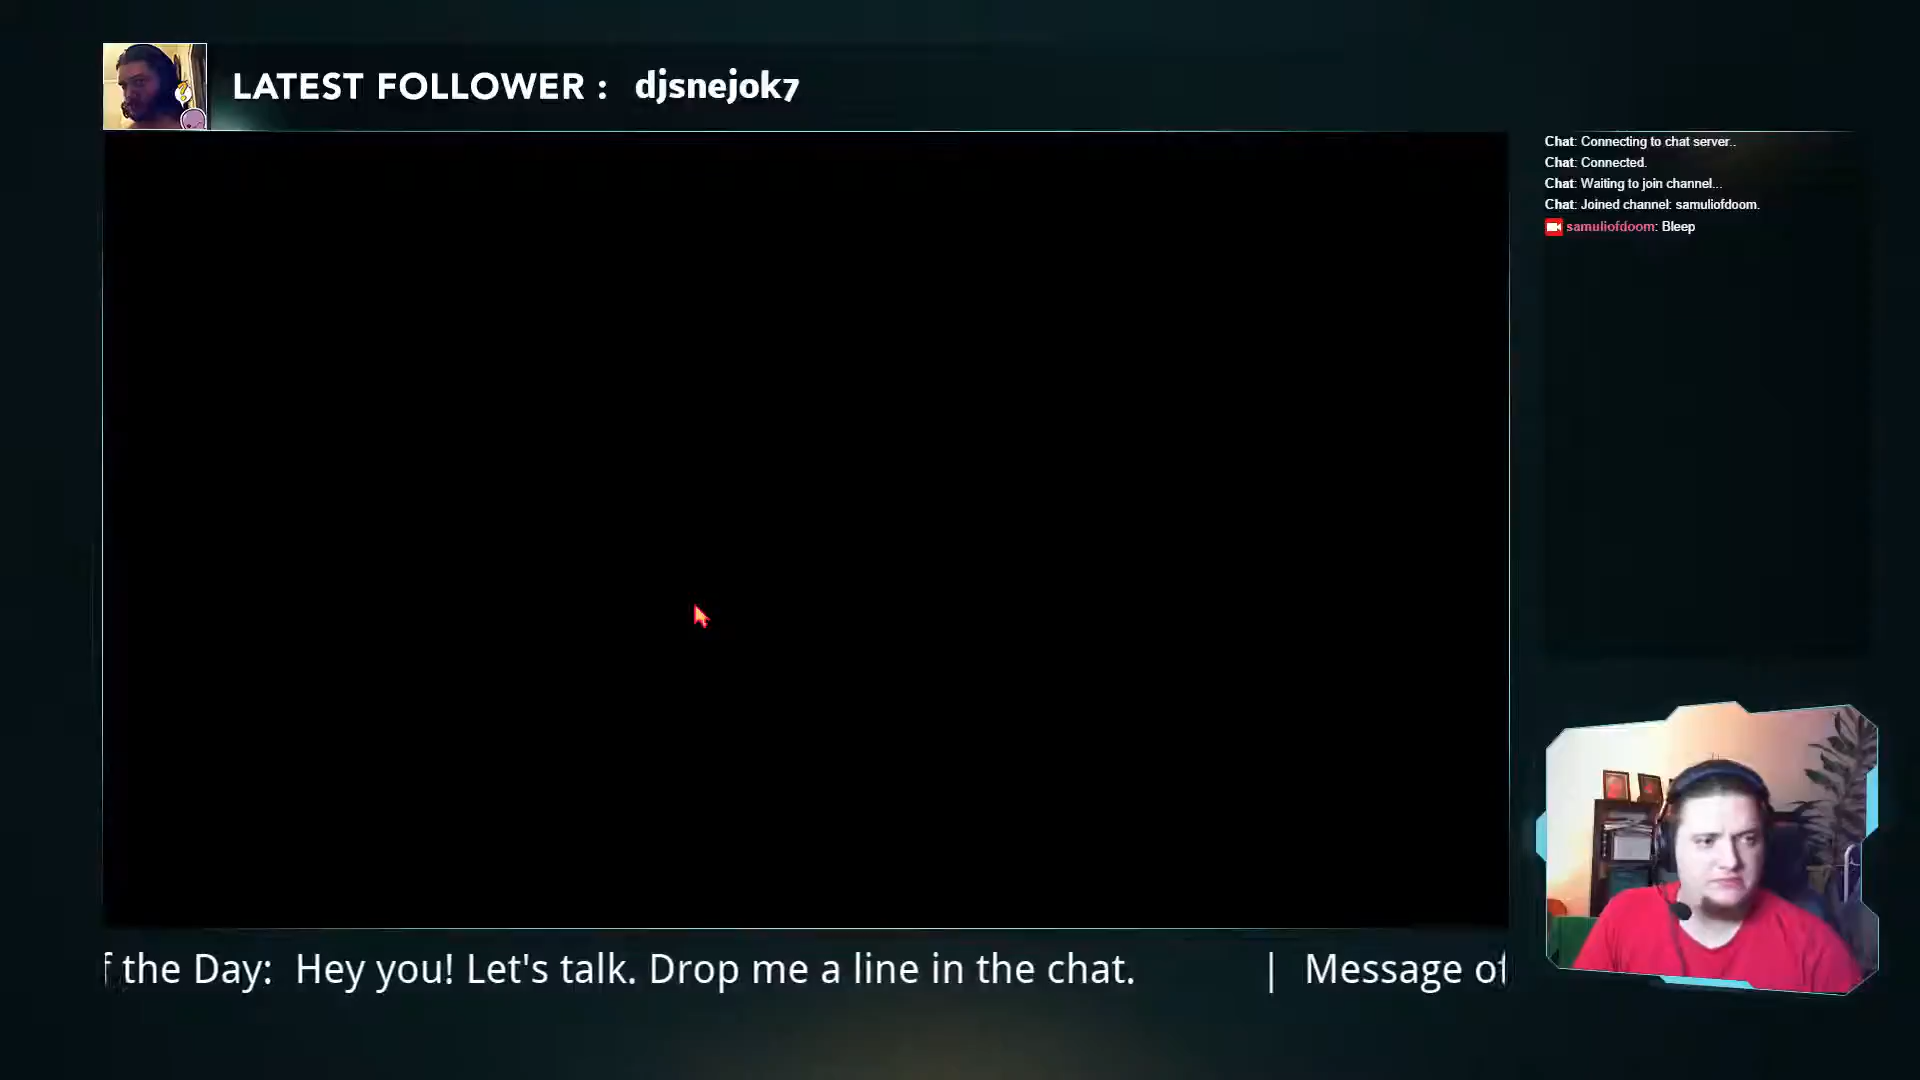 LATEST FOLLOWER : djsnejok7
Chat: Connecting to chat server..
Chat: Connected.
Chat: Waiting to join channel...
Chat: Joined channel: samuliofdoom.
samuliofdoom: Bleep
f the Day: Hey you! Let's talk. Drop me a line in the chat. | Message of